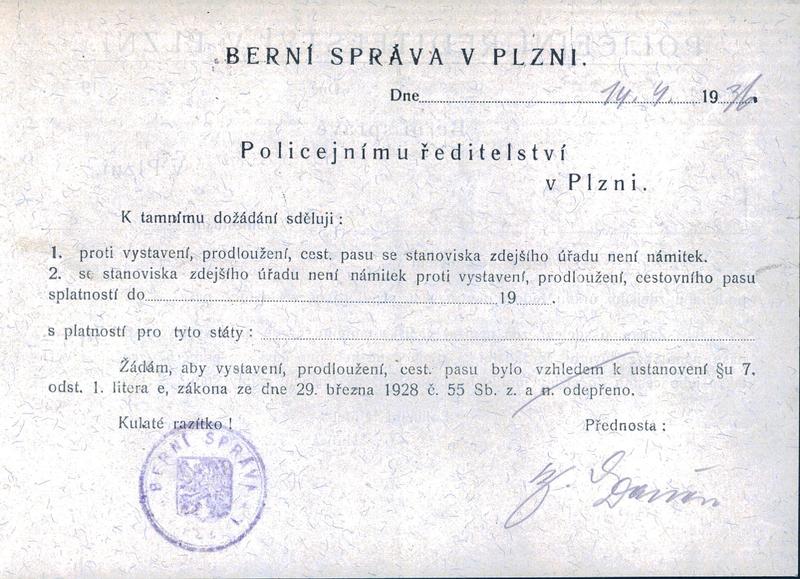 BERNÍ SPRÁVA V PLZNI.
Dne 14. 4. 1936.
Policejnímu ředitelství
v Plzni.
K tamnímu dožádání sděluji :
1. proti vystavení, prodloužení, cest. pasu se stanoviska zdejšího úřadu není námitek.
2. se stanoviska zdejšího úřadu není námitek proti vystavení, prodloužení, cestovního pasu
splatností do 19 .
s platností pro tyto státy :
Žádám, aby vystavení, prodloužení, cest. pasu bylo vzhledem k ustanovení §u 7.
odst. 1. litera e, zákona ze dne 29. března 1928 č. 55 Sb. z. a n. odepřeno.
Kulaté razítko !
Přednosta :
BERNÍ SPRÁVA